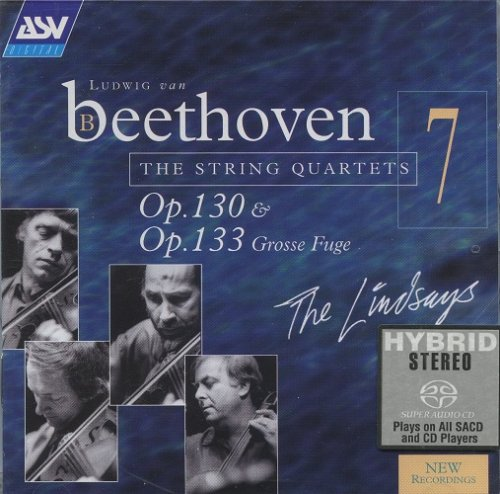 ASV
DIGITAL
LUDWIG van
Beethoven
B
7
THE STRING QUARTETS
Op.130 &
Op.133 Grosse Fuge
The Lindsays
HYBRID
STEREO
SUPER AUDIO CD
Plays on All SACD
and CD Players
NEW
RECORDINGS